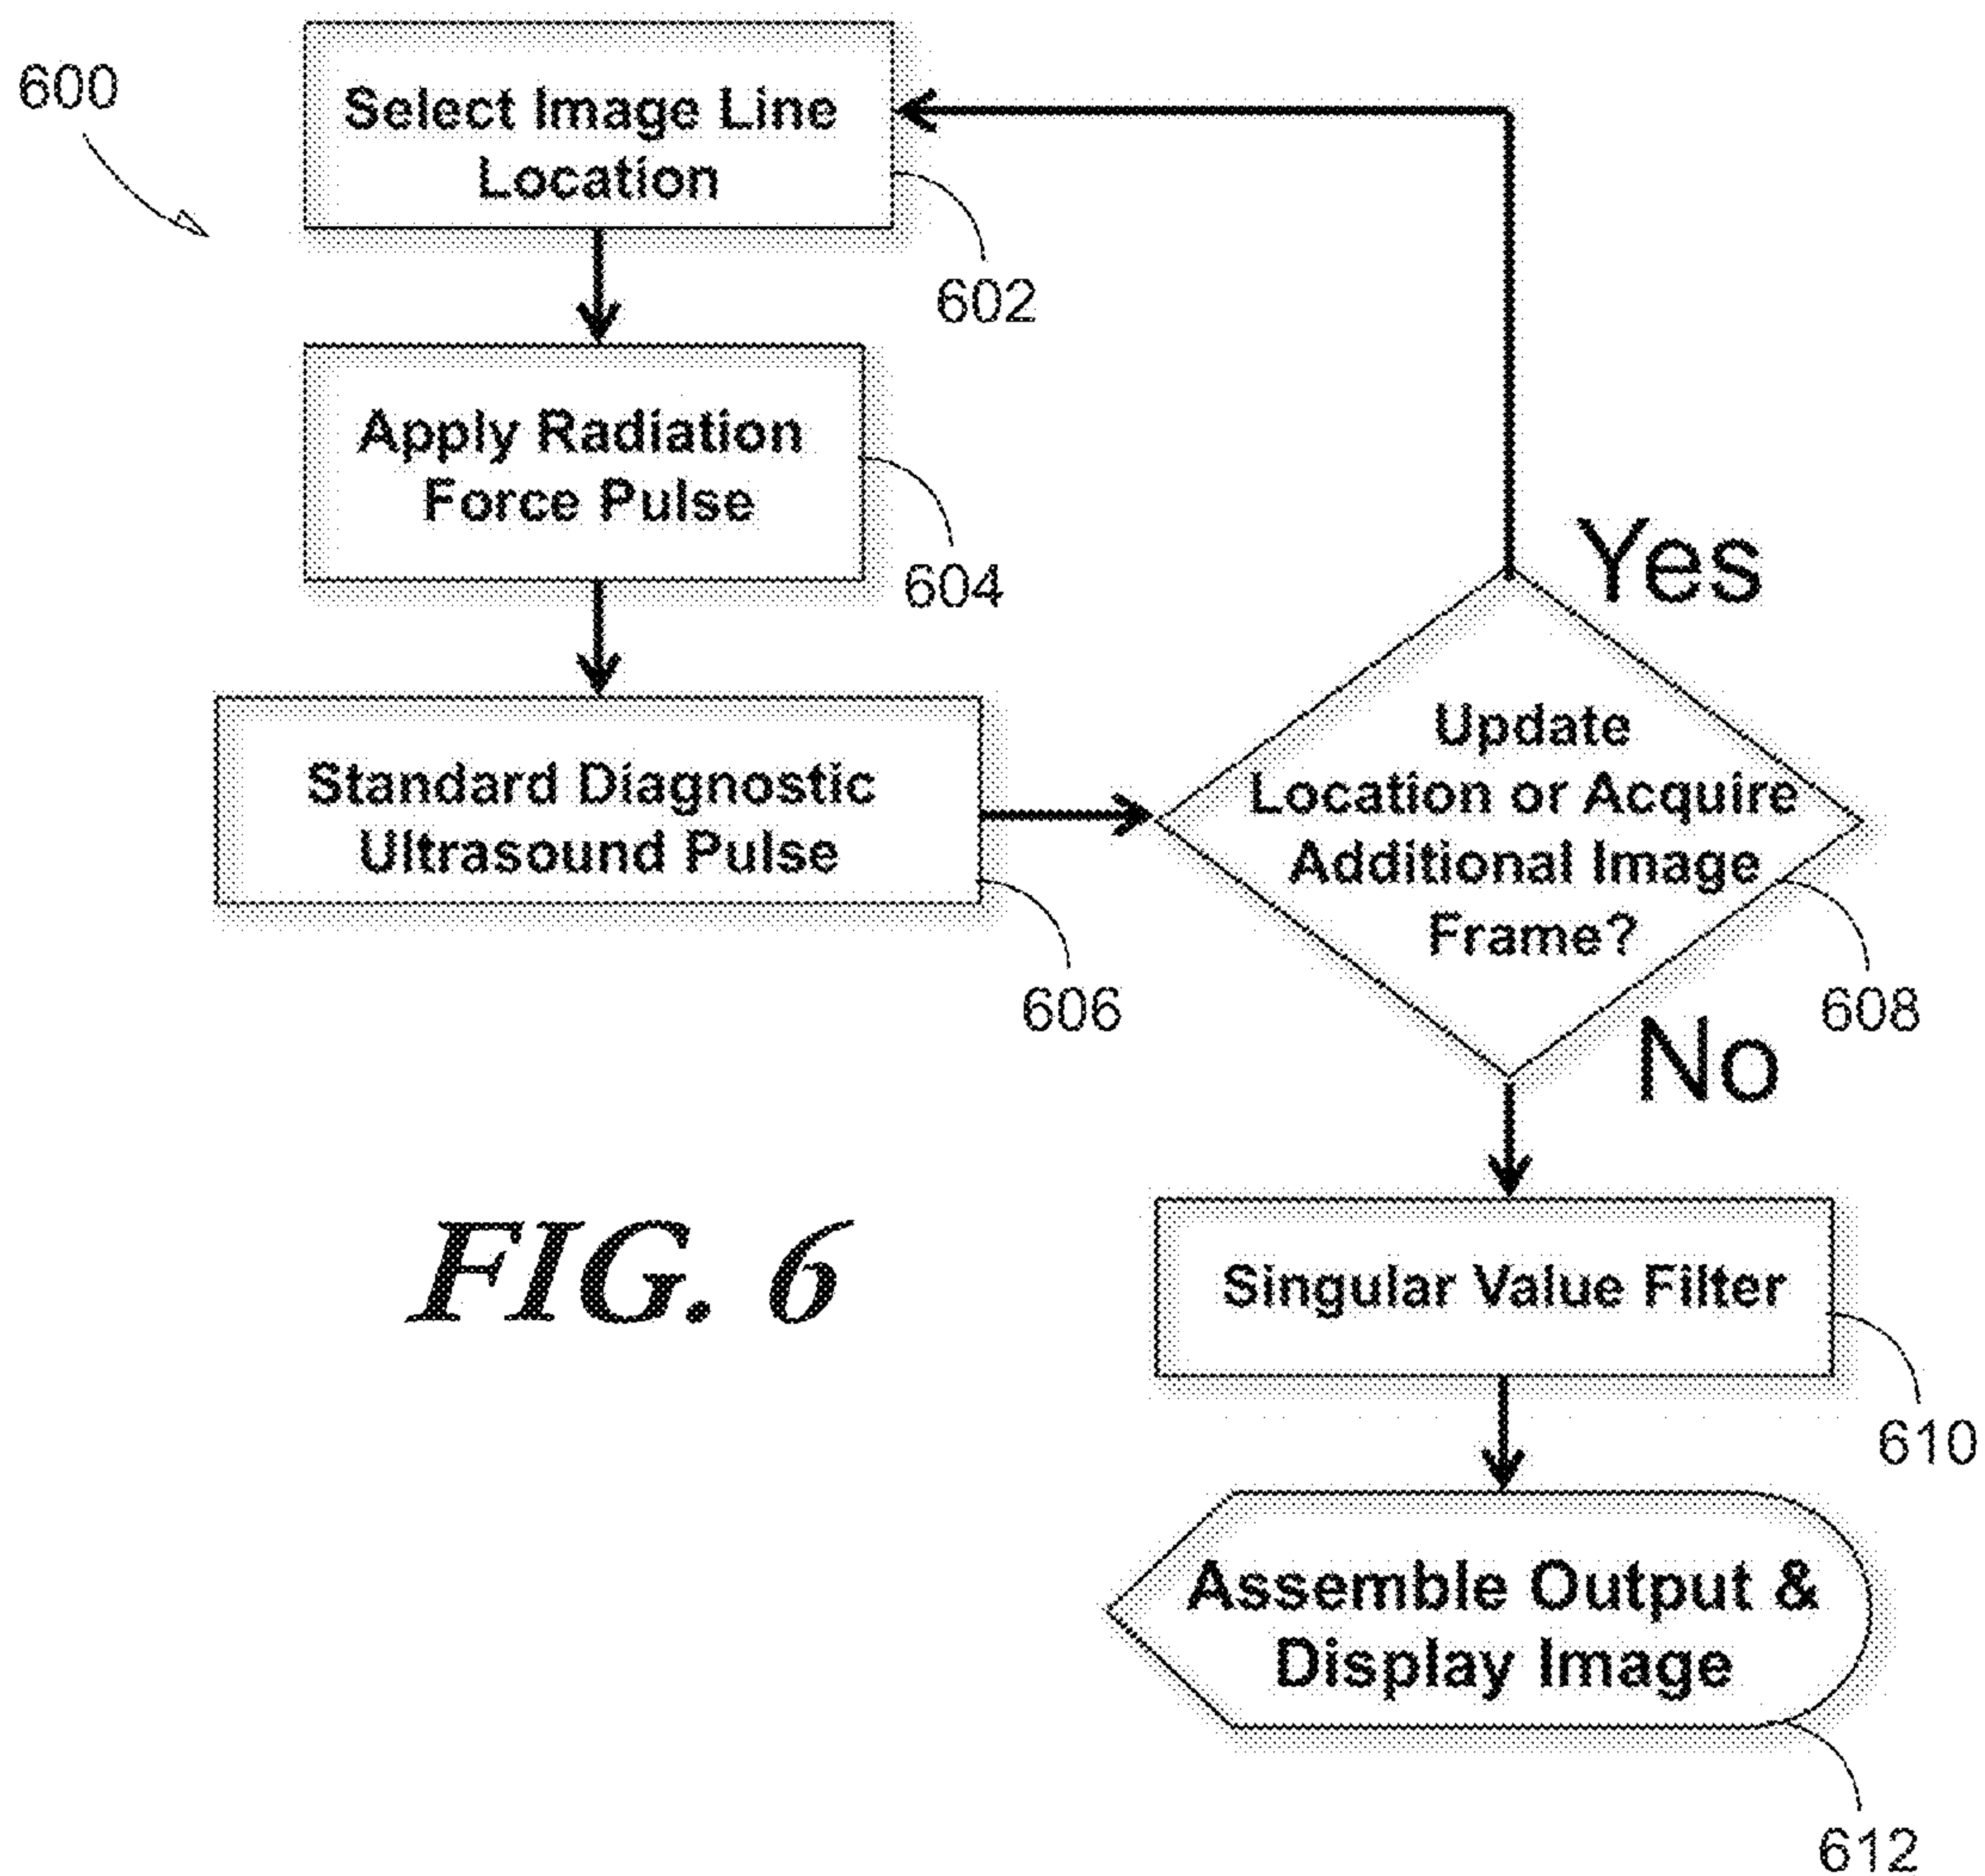 600
Select Image Line
Location
602
Apply Radiation
Force Pulse
604
Standard Diagnostic
Ultrasound Pulse
606
Yes
Update
Location or Acquire
Additional Image
Frame?
608
No
Singular Value Filter
610
Assemble Output &
Display Image
612
FIG. 6